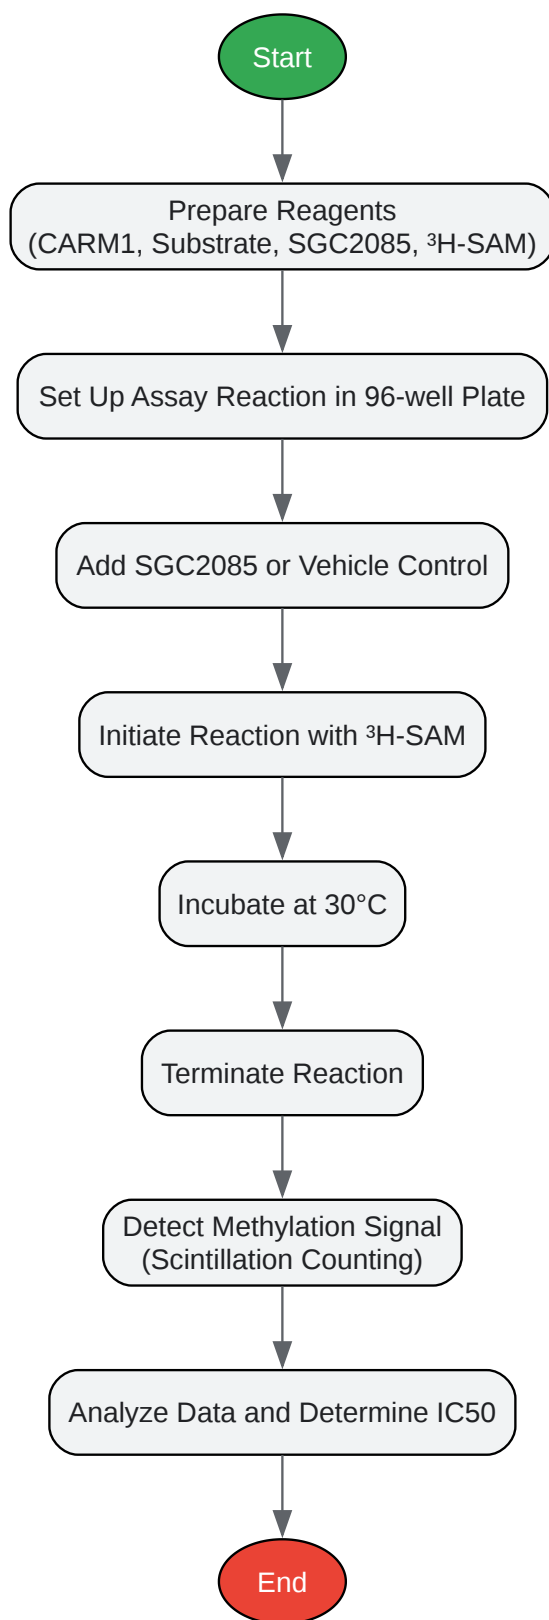 Start
Prepare Reagents
(CARM1, Substrate, SGC2085, ³H-SAM)
Set Up Assay Reaction in 96-well Plate
Add SGC2085 or Vehicle Control
Initiate Reaction with ³H-SAM
Incubate at 30°C
Terminate Reaction
Detect Methylation Signal
(Scintillation Counting)
Analyze Data and Determine IC50
End